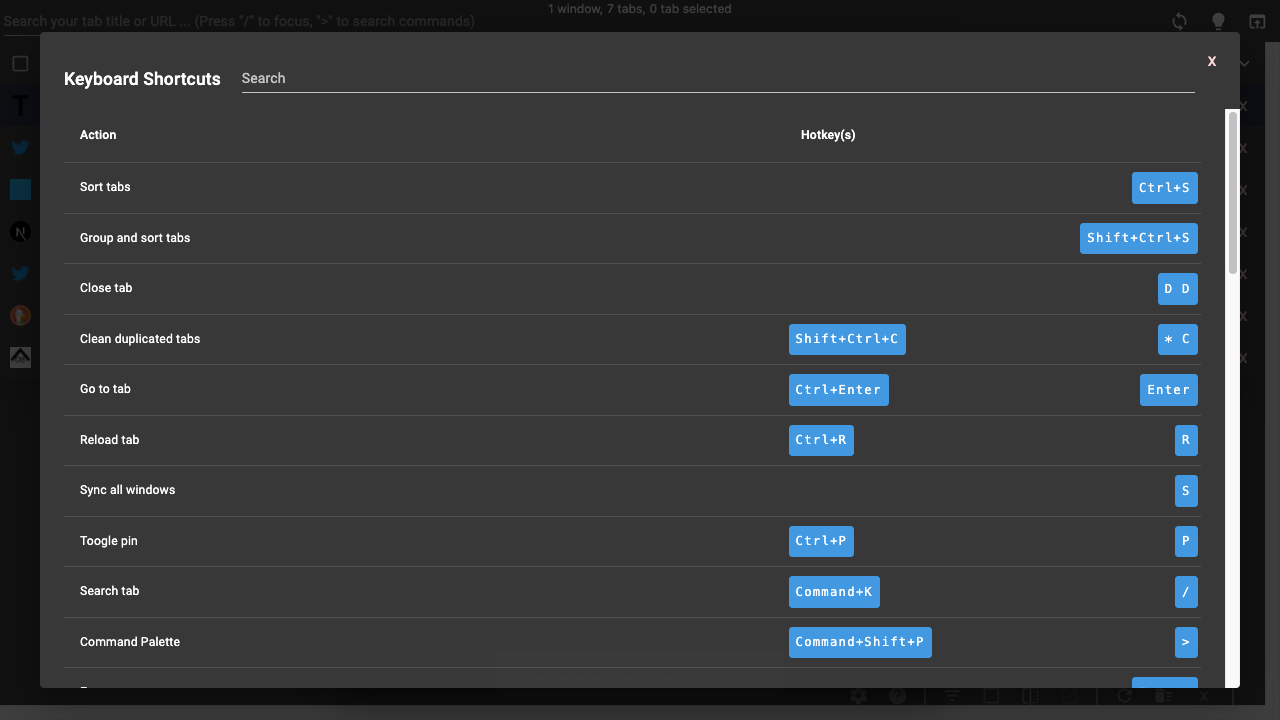 1 window, 7 tabs, 0 tab selected
Search your tab title or URL ... (Press "/" to focus, ">" to search commands)
X
Keyboard Shortcuts Search
Action Hotkey(s)
Sort tabs Ctrl+S
Group and sort tabs Shift+Ctrl+S
Close tab D D
Clean duplicated tabs Shift+Ctrl+C * C
Go to tab Ctrl+Enter Enter
Reload tab Ctrl+R R
Sync all windows S
Toogle pin Ctrl+P P
Search tab Command+K /
Command Palette Command+Shift+P >